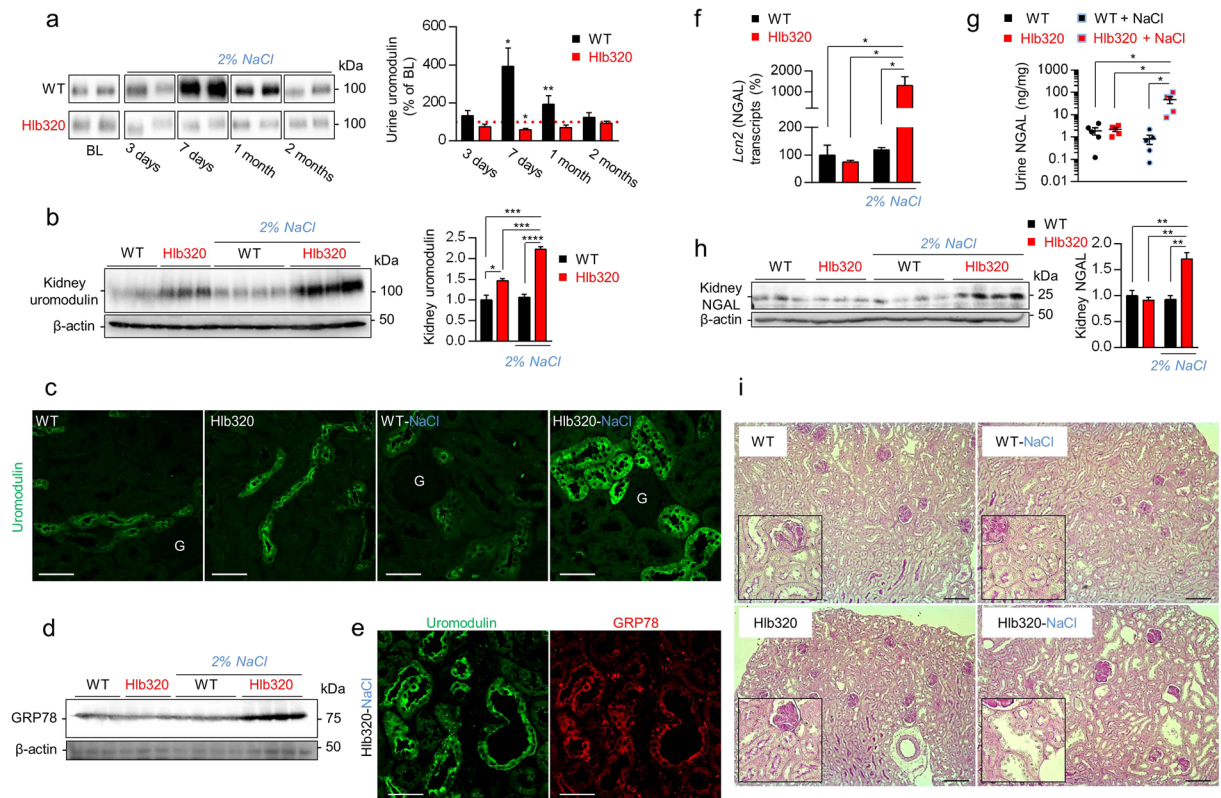 a
2% NaCl
kDa
WT
100
Hlb320
100
BL
3 days
7 days
1 month
2 months
Urine uromodulin
(% of BL)
600
400
200
100
0
*
*
**
WT
Hlb320
3 days
7 days
1 month
2 months
b
2% NaCl
WT
Hlb320
WT
Hlb320
kDa
Kidney
uromodulin
100
β-actin
50
Kidney uromodulin
2.5
2.0
1.5
1.0
0.5
0.0
***
***
*
****
WT
Hlb320
2% NaCl
c
Uromodulin
WT
Hlb320
WT-NaCl
Hlb320-NaCl
G
G
G
d
2% NaCl
WT
Hlb320
WT
Hlb320
kDa
GRP78
75
β-actin
50
e
Uromodulin
GRP78
Hlb320-NaCl
f
WT
Hlb320
Lcn2 (NGAL)
transcripts (%)
2000
1000
200
100
0
*
*
*
2% NaCl
g
WT
WT + NaCl
Hlb320
Hlb320 + NaCl
Urine NGAL (ng/mg)
1000
100
10
1
0.1
0.01
*
*
*
h
2% NaCl
WT
Hlb320
WT
Hlb320
kDa
Kidney
NGAL
25
β-actin
50
WT
Hlb320
Kidney NGAL
2.0
1.5
1.0
0.5
0.0
**
**
**
2% NaCl
i
WT
WT-NaCl
Hlb320
Hlb320-NaCl